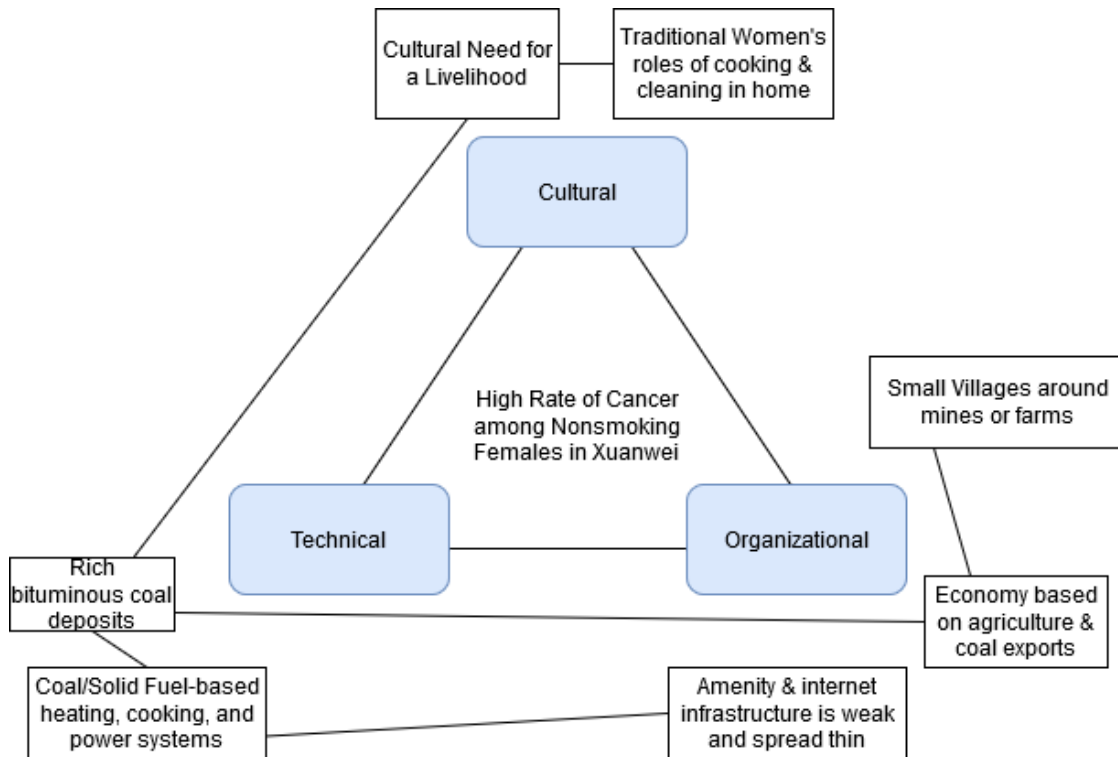 Cultural Need for
a Livelihood
Traditional Women's
roles of cooking &
cleaning in home
Cultural
High Rate of Cancer
among Nonsmoking
Females in Xuanwei
Small Villages around
mines or farms
Technical
Organizational
Rich
bituminous coal
deposits
Economy based
on agriculture &
coal exports
Coal/Solid Fuel-based
heating, cooking, and
power systems
Amenity & internet
infrastructure is weak
and spread thin